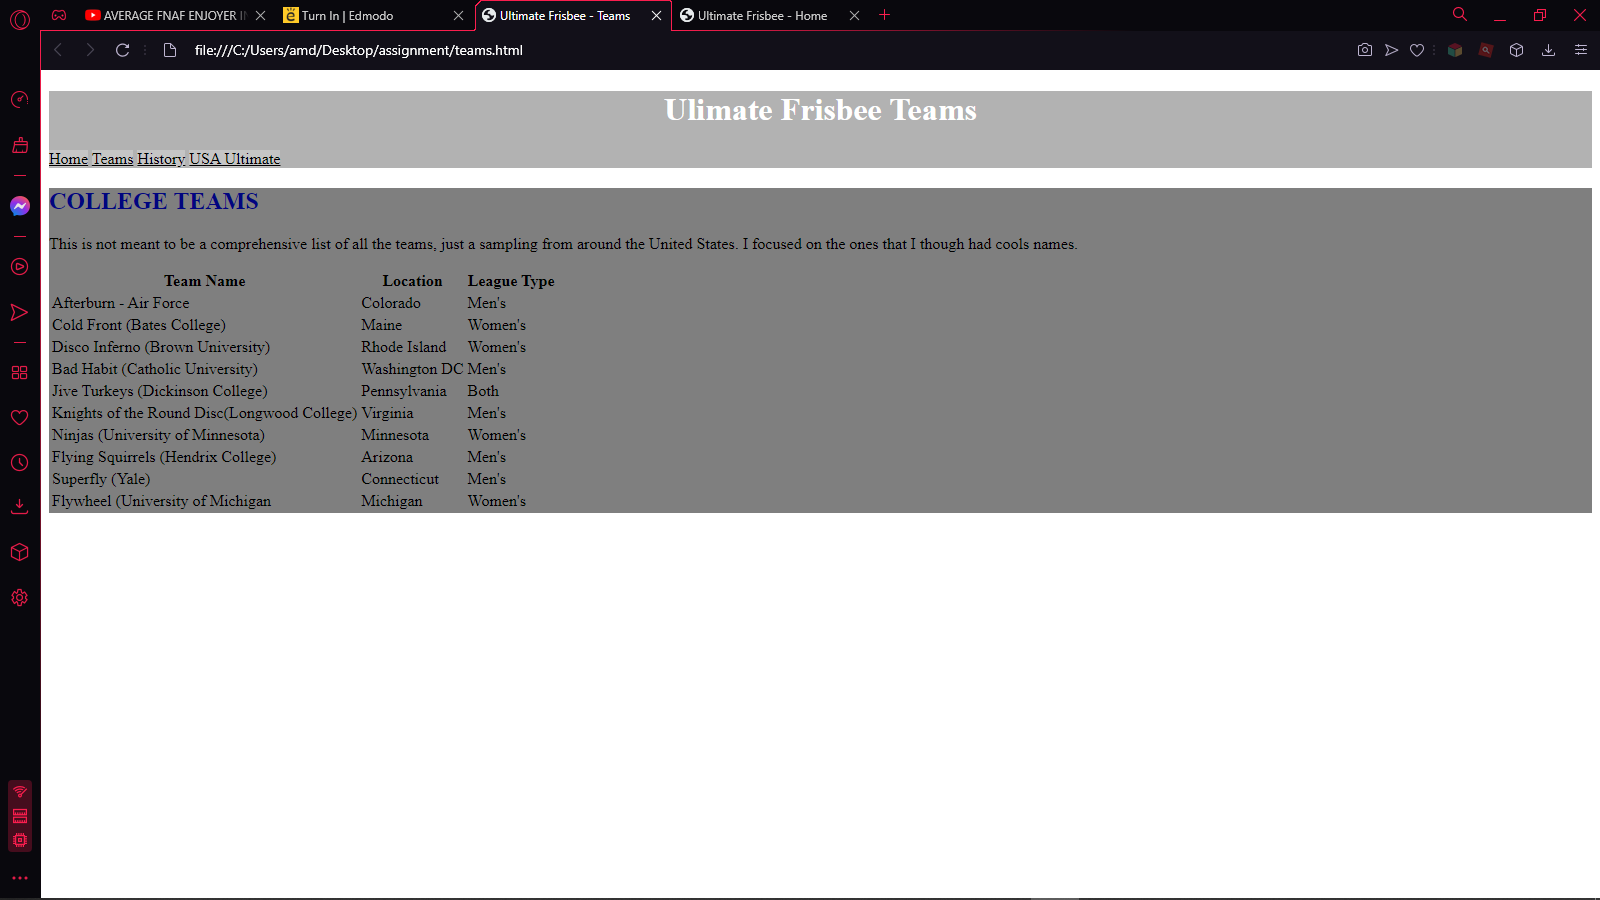 AVERAGE FNAF ENJOYER
Turn In | Edmodo
Ultimate Frisbee - Teams
Ultimate Frisbee - Home
file:///C:/Users/amd/Desktop/assignment/teams.html
Ulimate Frisbee Teams
Home Teams History USA Ultimate
COLLEGE TEAMS
This is not meant to be a comprehensive list of all the teams, just a sampling from around the United States. I focused on the ones that I though had cools names.
Team Name Location League Type
Afterburn - Air Force Colorado Men's
Cold Front (Bates College) Maine Women's
Disco Inferno (Brown University) Rhode Island Women's
Bad Habit (Catholic University) Washington DC Men's
Jive Turkeys (Dickinson College) Pennsylvania Both
Knights of the Round Disc(Longwood College) Virginia Men's
Ninjas (University of Minnesota) Minnesota Women's
Flying Squirrels (Hendrix College) Arizona Men's
Superfly (Yale) Connecticut Men's
Flywheel (University of Michigan Michigan Women's